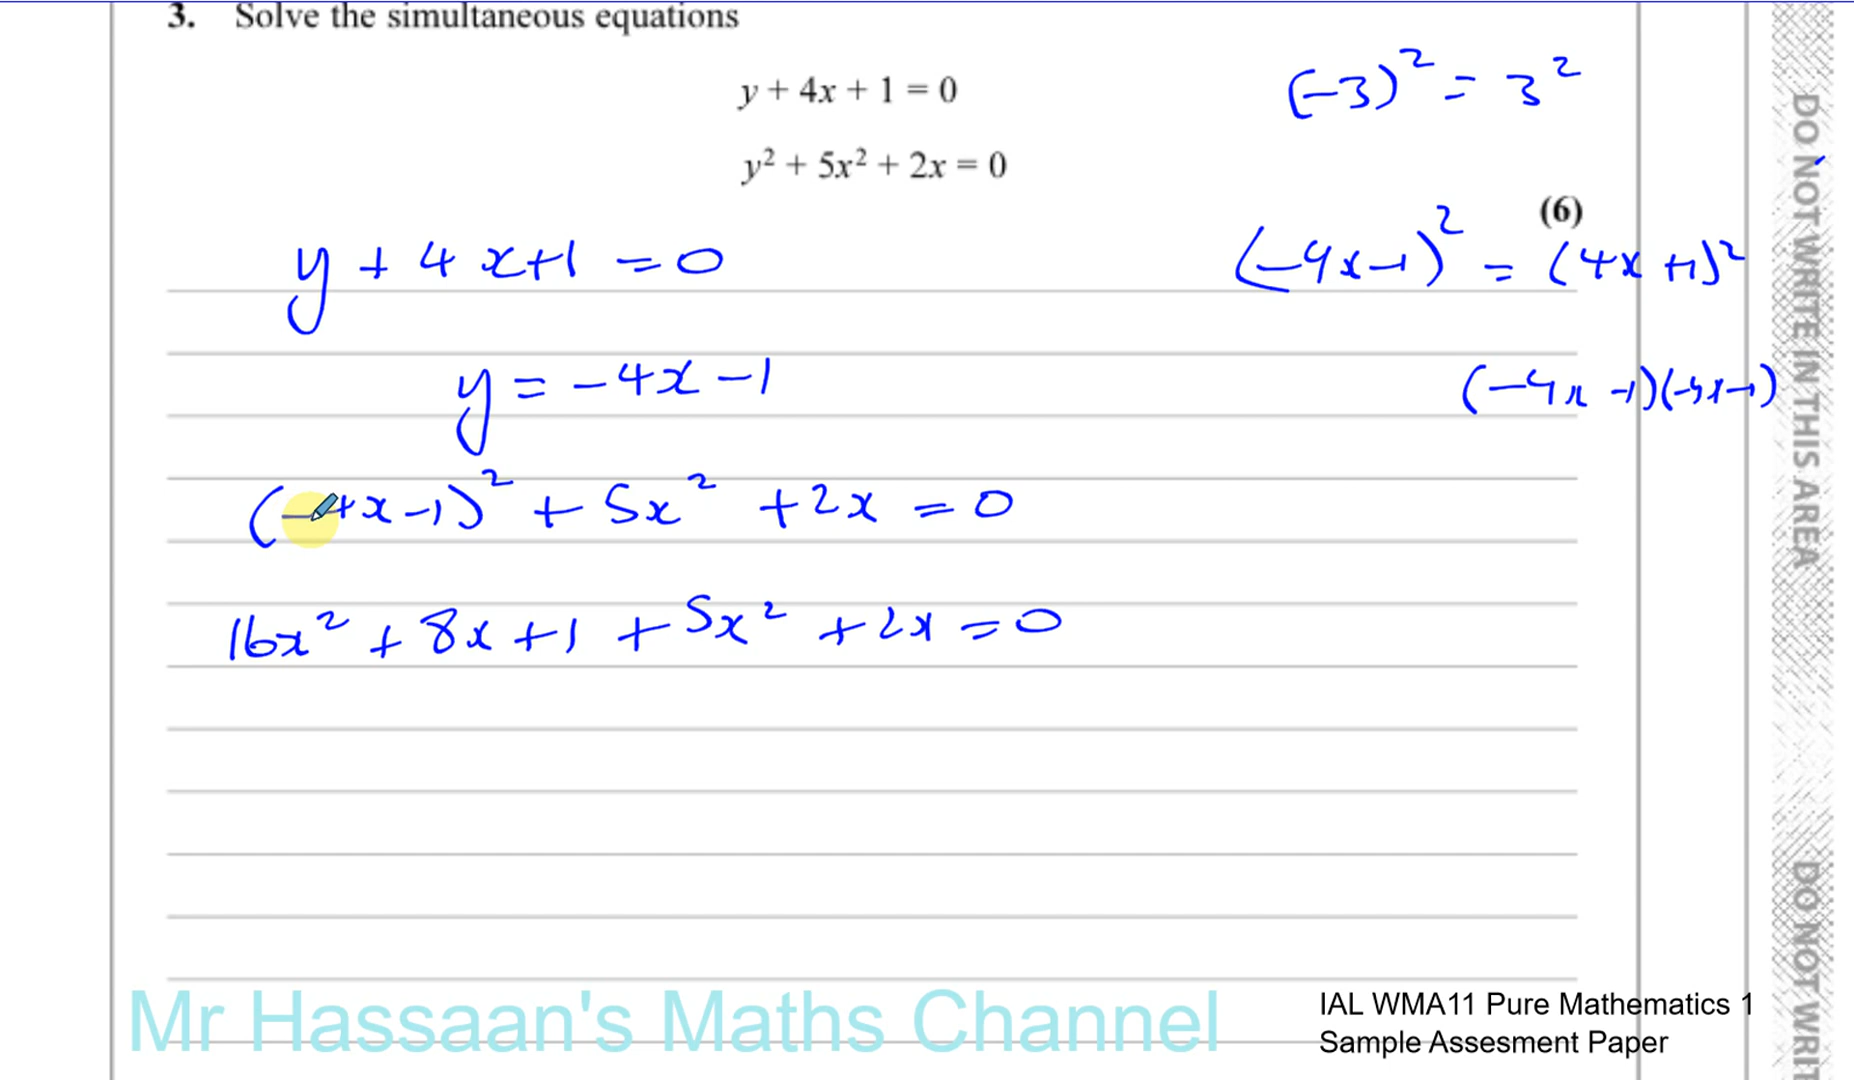 3. Solve the simultaneous equations
y + 4x + 1 = 0
y² + 5x² + 2x = 0
(6)
(-3)² = 3²
(-4x-1)² = (4x+1)²
(-4x-1)(-4x-1)
y + 4x+1 = 0
y = -4x-1
(-4x-1)² + 5x² + 2x = 0
16x² + 8x + 1 + 5x² + 2x = 0
DO NOT WRITE IN THIS AREA
DO NOT WRIT
Mr Hassaan's Maths Channel
IAL WMA11 Pure Mathematics 1
Sample Assesment Paper